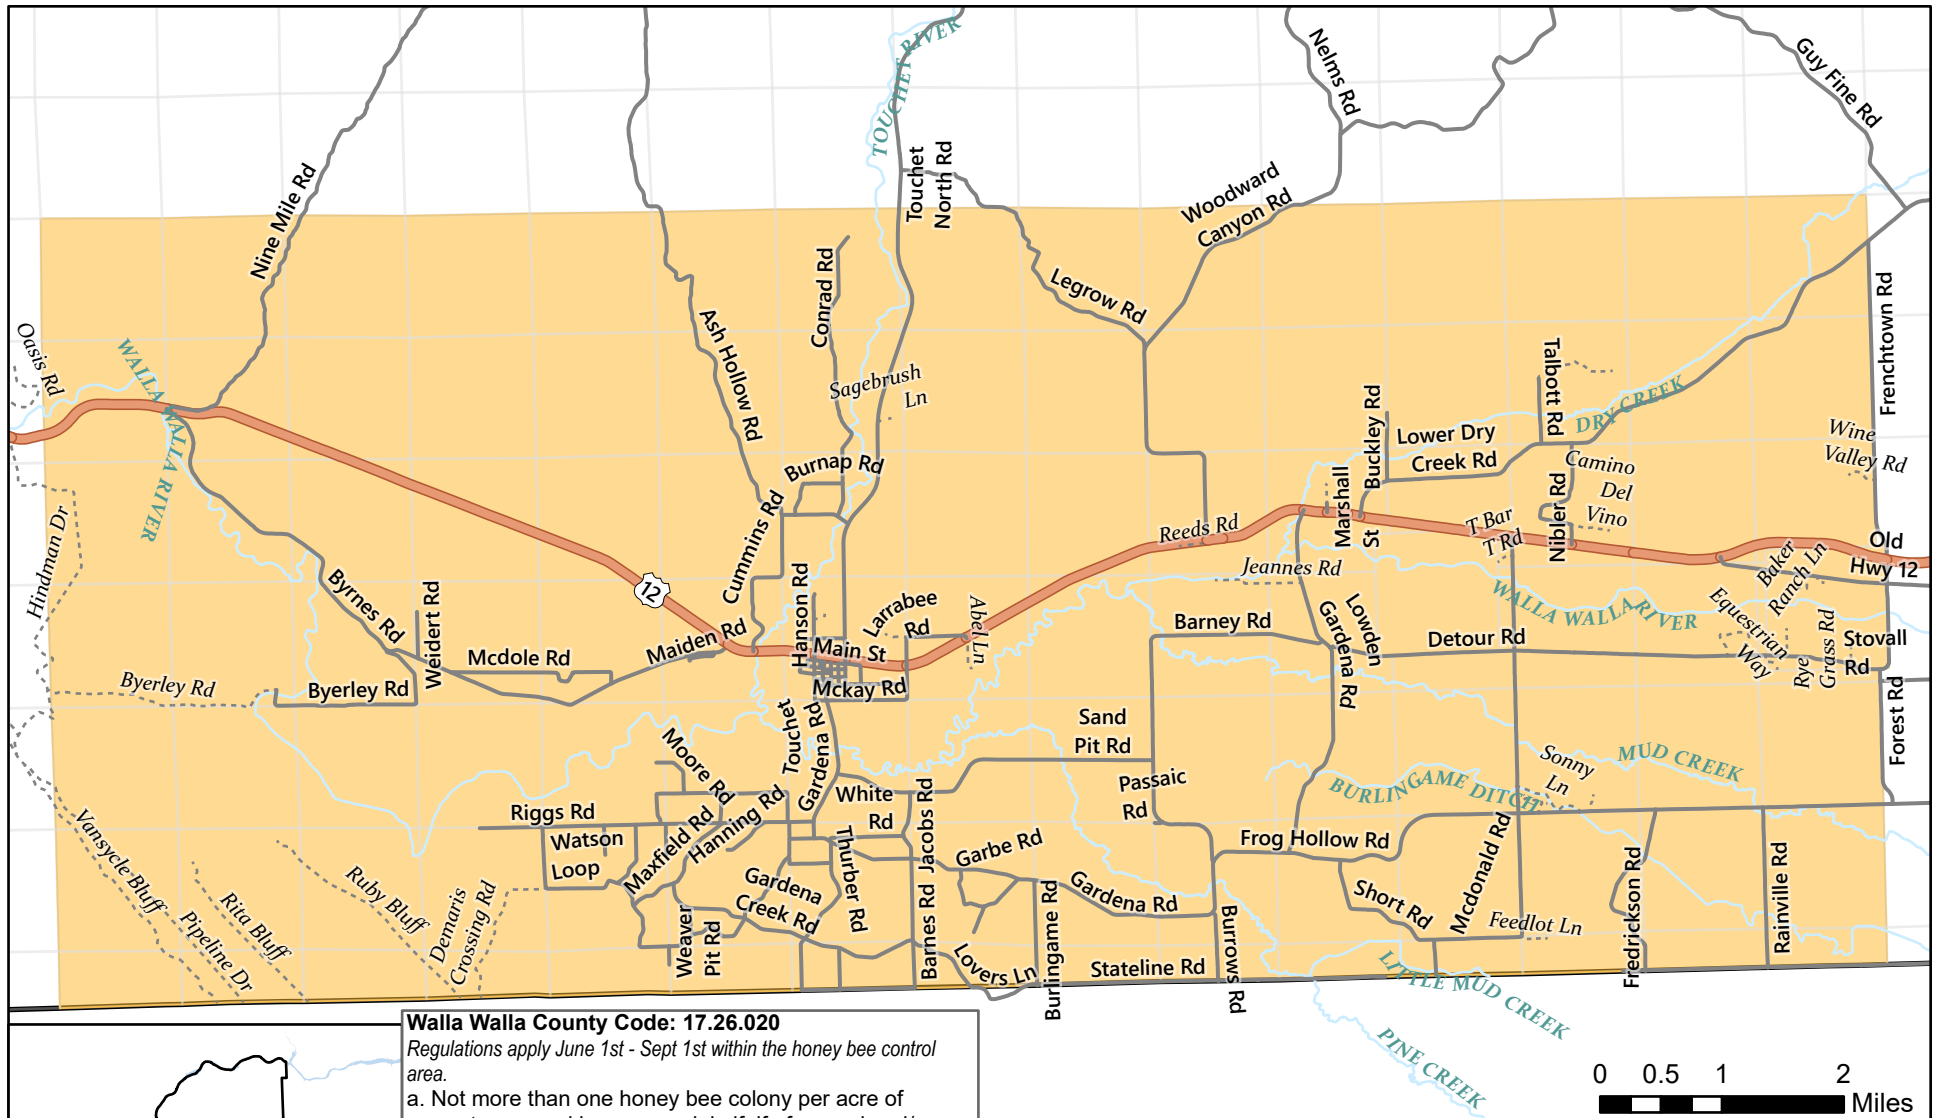 TOUCHET RIVER
Nelms Rd
Guy Fine Rd
Nine Mile Rd
Touchet
North Rd
Woodward
Canyon Rd
Conrad Rd
Legrow Rd
Frenchtown Rd
Oasis Rd
WALLA WALLA RIVER
Ash Hollow Rd
Sagebrush
Ln
Talbott Rd
DRY CREEK
Buckley Rd
Lower Dry
Creek Rd
Wine
Valley Rd
Burnap Rd
Camino
Del
Vino
Marshall
St
Nibler Rd
T Bar
T Rd
Reeds Rd
Hindman Dr
Cummins Rd
Old
Hwy 12
Baker
Ranch Ln
Jeannes Rd
12
Byrnes Rd
Weidert Rd
Hanson Rd
Larrabee
Rd
Abel Ln
WALLA WALLA RIVER
Equestrian
Way
Rye
Grass Rd
Barney Rd
Lowden
Gardena Rd
Detour Rd
Stovall
Rd
Maiden Rd
Main St
Mcdole Rd
Mckay Rd
Byerley Rd
Byerley Rd
Forest Rd
Touchet
Gardena Rd
Sand
Pit Rd
Moore Rd
Sonny
Ln
MUD CREEK
Passaic
Rd
BURLINGAME DITCH
White
Rd
Riggs Rd
Jacobs Rd
Watson
Loop
Maxfield Rd
Hanning Rd
Thurber Rd
Garbe Rd
Frog Hollow Rd
Mcdonald Rd
Vansycle Bluff
Rita Bluff
Pipeline Dr
Ruby Bluff
Demaris
Crossing Rd
Gardena
Creek Rd
Gardena Rd
Short Rd
Feedlot Ln
Fredrickson Rd
Rainville Rd
Weaver
Pit Rd
Barnes Rd
Lovers Ln
Burlingame Rd
Stateline Rd
Burrows Rd
LITTLE MUD CREEK
PINE CREEK
Walla Walla County Code: 17.26.020
Regulations apply June 1st - Sept 1st within the honey bee control
area.
a. Not more than one honey bee colony per acre of
0 0.5 1 2
Miles